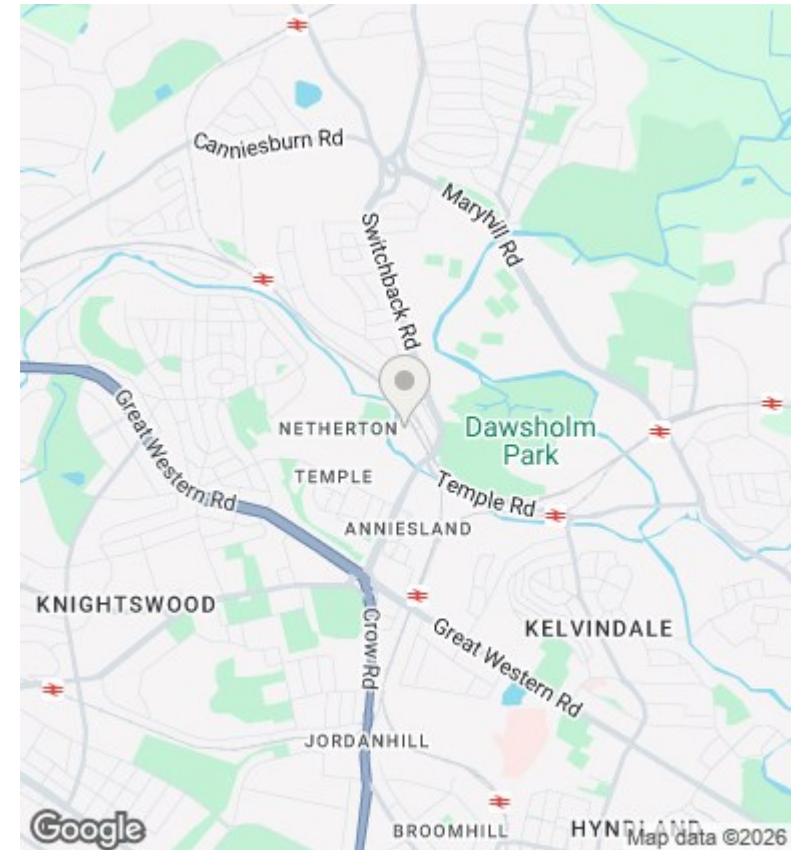 Canniesburn Rd
Maryhill Rd
Switchback Rd
Great Western Rd
NETHERTON
Dawsholm
Park
TEMPLE
Temple Rd
ANNIESLAND
KNIGHTSWOOD
Crow Rd
Great Western Rd
KELVINDALE
JORDANHILL
BROOMHILL
HYNDLAND
Google
Map data ©2026